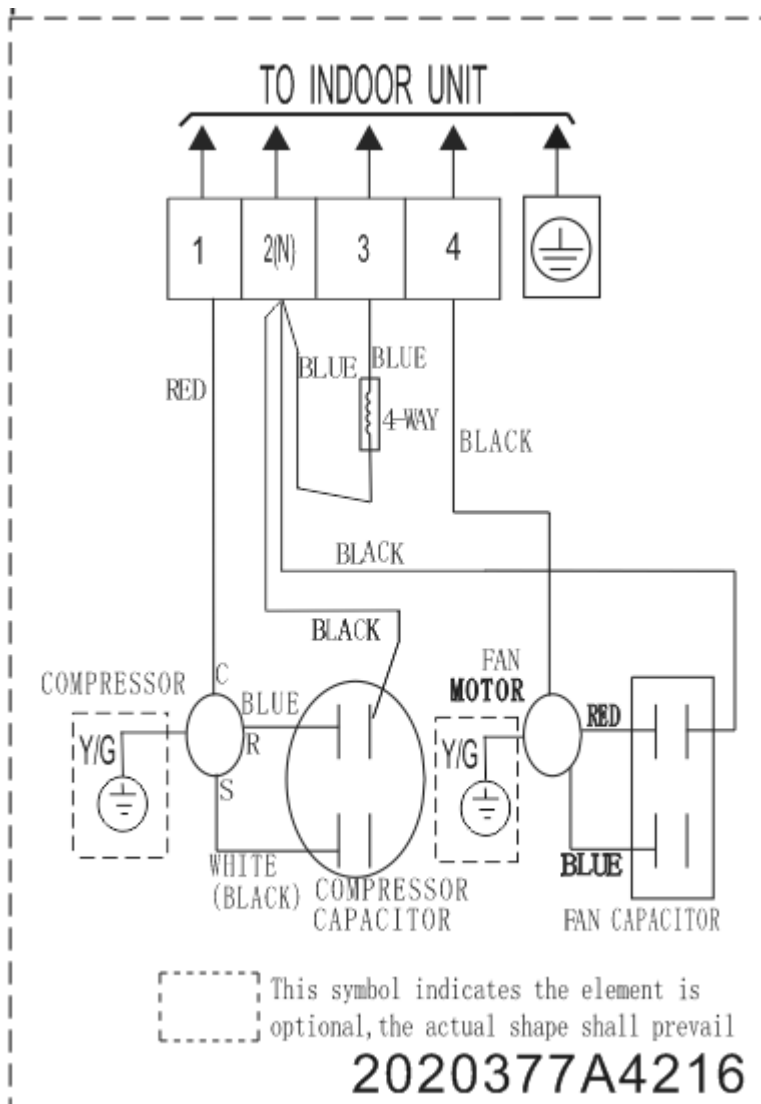 TO INDOOR UNIT
1
2(N)
3
4
RED
BLUE
BLUE
4-WAY
BLACK
BLACK
BLACK
FAN
MOTOR
COMPRESSOR
C
BLUE
RED
Y/G
R
Y/G
S
WHITE
(BLACK)
BLUE
COMPRESSOR
CAPACITOR
FAN CAPACITOR
This symbol indicates the element is
optional,the actual shape shall prevail
2020377A4216